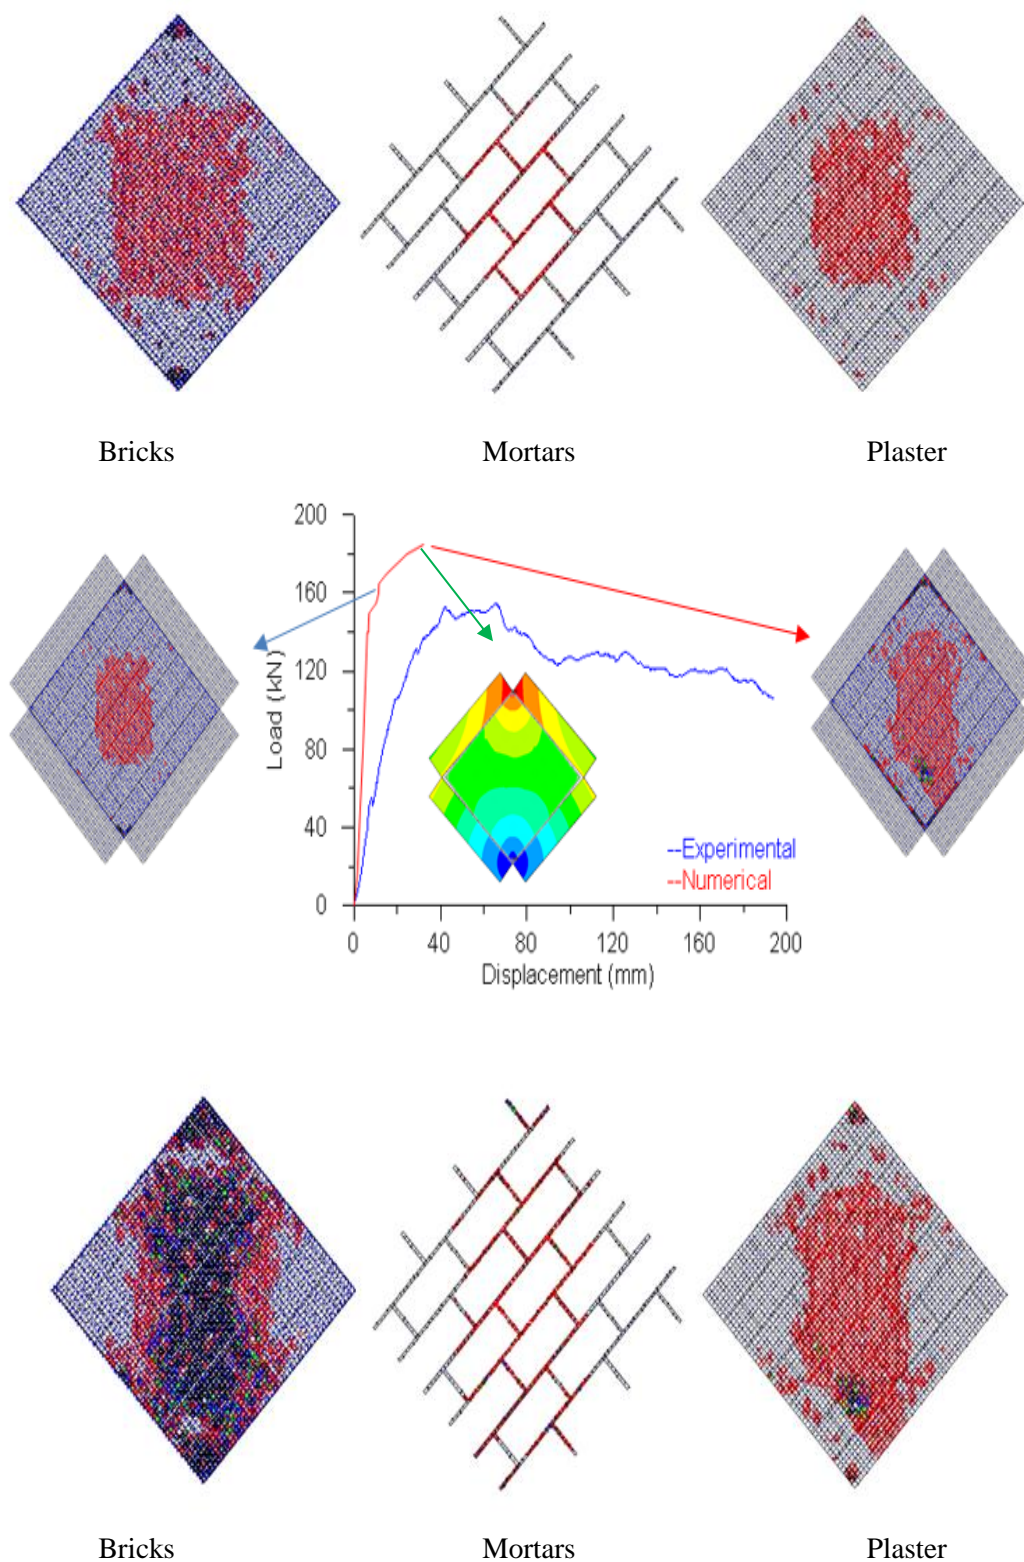 Bricks Mortars Plaster
200
160
120
80
40
0
Load (kN)
--Experimental
--Numerical
0 40 80 120 160 200
Displacement (mm)
Bricks Mortars Plaster